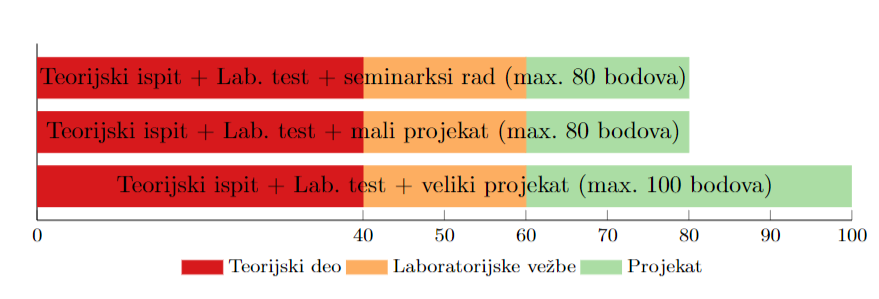 Teorijski ispit + Lab. test + seminarksi rad (max. 80 bodova)
Teorijski ispit + Lab. test + mali projekat (max. 80 bodova)
Teorijski ispit + Lab. test + veliki projekat (max. 100 bodova)
0 40 50 60 70 80 90 100
Teorijski deo Laboratorijske vežbe Projekat